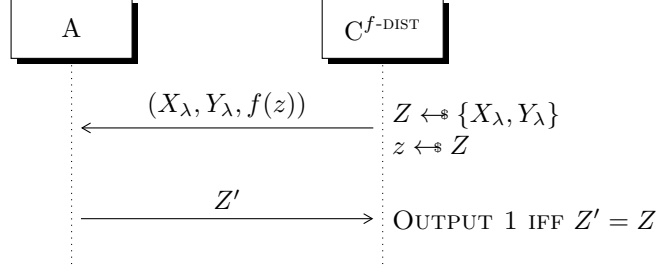 A
C^{f-DIST}
(X_λ, Y_λ, f(z))
Z ←$ {X_λ, Y_λ}
z ←$ Z
Z′
OUTPUT 1 IFF Z′ = Z